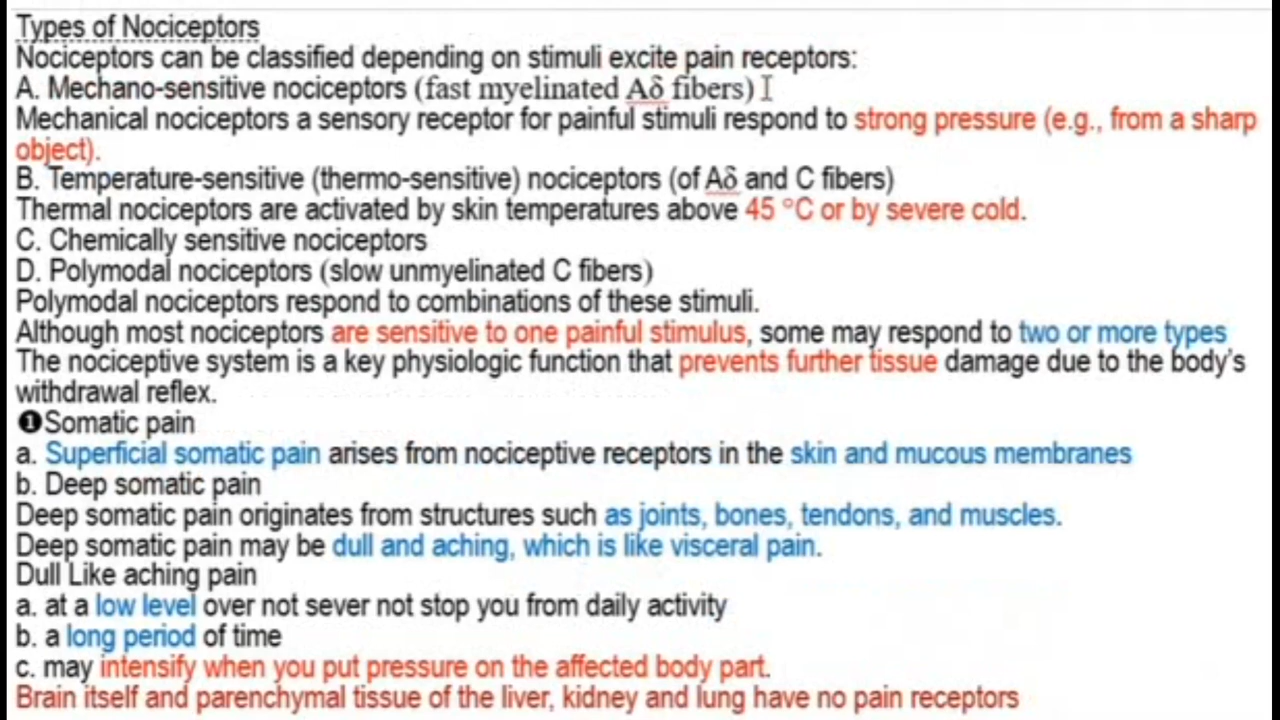 Types of Nociceptors
Nociceptors can be classified depending on stimuli excite pain receptors:
A. Mechano-sensitive nociceptors (fast myelinated Aδ fibers)
Mechanical nociceptors a sensory receptor for painful stimuli respond to strong pressure (e.g., from a sharp
object).
B. Temperature-sensitive (thermo-sensitive) nociceptors (of Aδ and C fibers)
Thermal nociceptors are activated by skin temperatures above 45 °C or by severe cold.
C. Chemically sensitive nociceptors
D. Polymodal nociceptors (slow unmyelinated C fibers)
Polymodal nociceptors respond to combinations of these stimuli.
Although most nociceptors are sensitive to one painful stimulus, some may respond to two or more types
The nociceptive system is a key physiologic function that prevents further tissue damage due to the body's
withdrawal reflex.
❶Somatic pain
a. Superficial somatic pain arises from nociceptive receptors in the skin and mucous membranes
b. Deep somatic pain
Deep somatic pain originates from structures such as joints, bones, tendons, and muscles.
Deep somatic pain may be dull and aching, which is like visceral pain.
Dull Like aching pain
a. at a low level over not sever not stop you from daily activity
b. a long period of time
c. may intensify when you put pressure on the affected body part.
Brain itself and parenchymal tissue of the liver, kidney and lung have no pain receptors